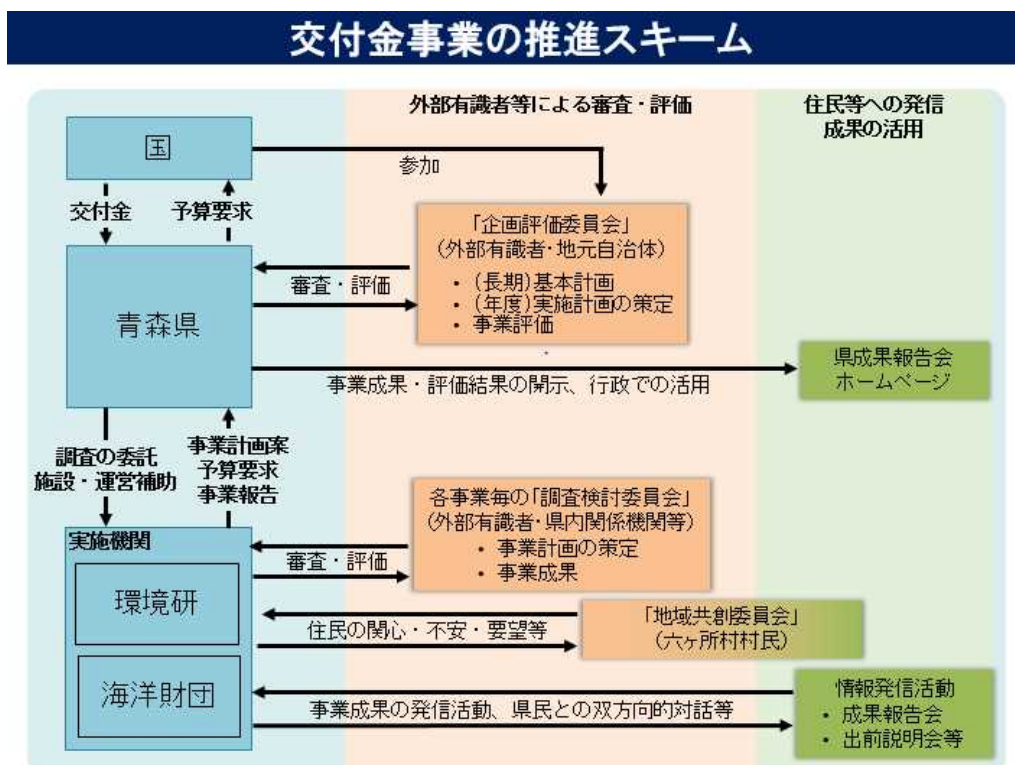 交付金事業の推進スキーム
外部有識者等による審査・評価
住民等への発信
成果の活用
国
参加
交付金
予算要求
「企画評価委員会」
(外部有識者・地元自治体)
・ (長期)基本計画
・ (年度)実施計画の策定
・ 事業評価
審査・評価
青森県
県成果報告会
ホームページ
事業成果・評価結果の開示、行政での活用
調査の委託
施設・運営補助
事業計画案
予算要求
事業報告
各事業毎の「調査検討委員会」
(外部有識者・県内関係機関等)
・ 事業計画の策定
・ 事業成果
実施機関
審査・評価
環境研
「地域共創委員会」
(六ヶ所村村民)
住民の関心・不安・要望等
海洋財団
情報発信活動
・ 成果報告会
・ 出前説明会等
事業成果の発信活動、県民との双方向的対話等